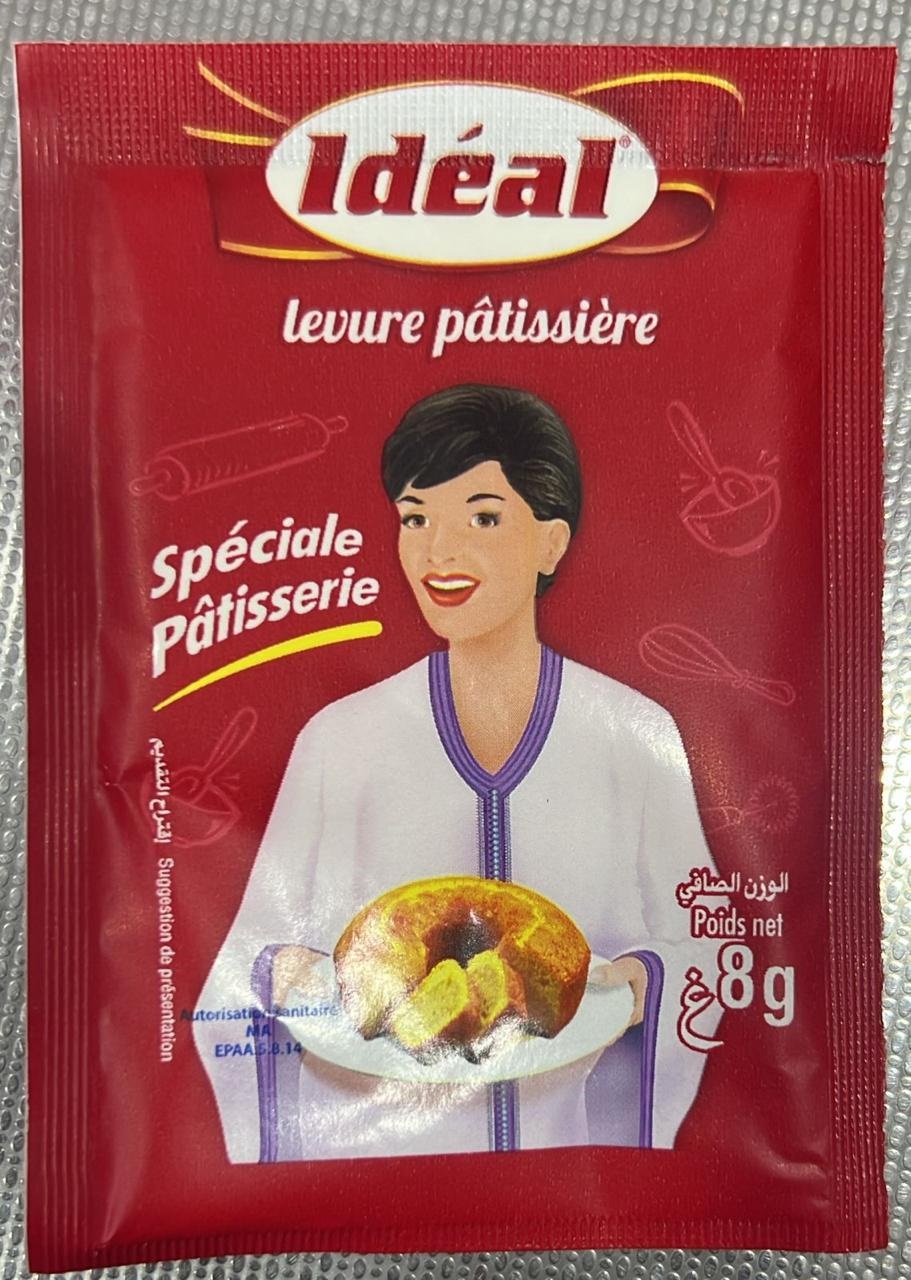 Idéal®
levure pâtissière
Spéciale
Pâtisserie
إقتراح التقديم Suggestion de présentation
الوزن الصافي
Poids net
8 g غ
Autorisation sanitaire
MA
EPAA.5.8.14